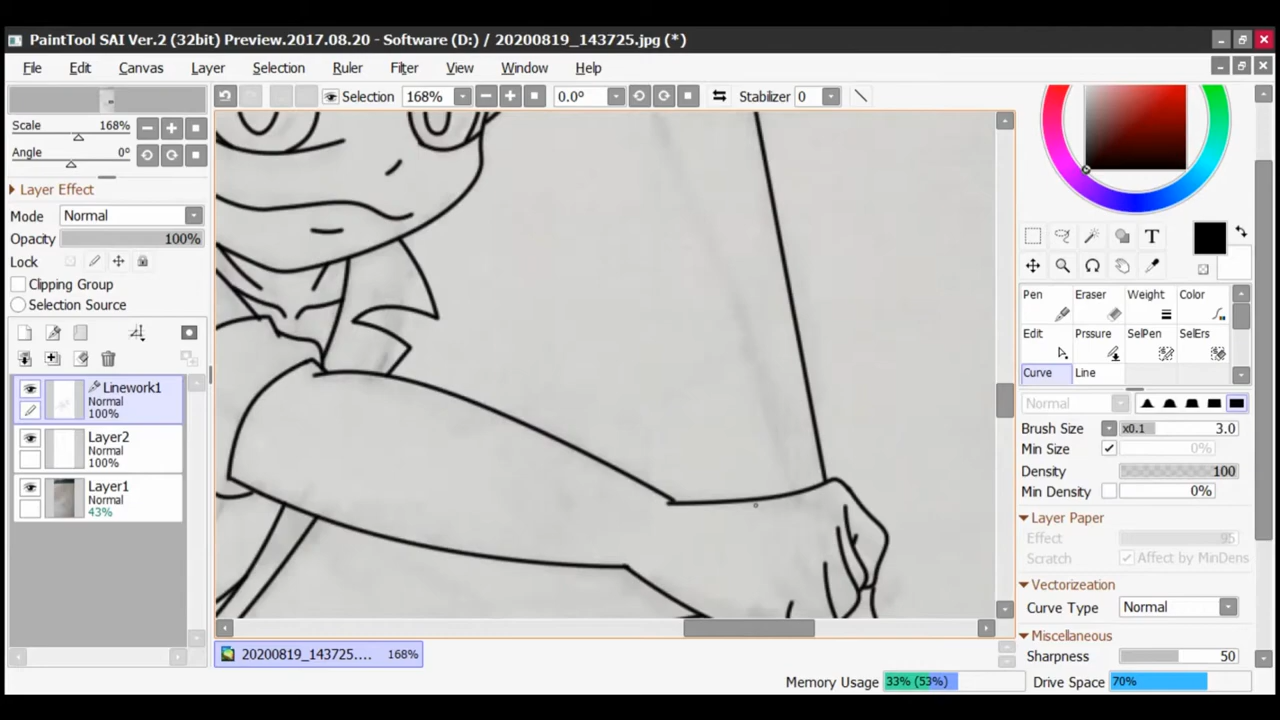 PaintTool SAI Ver.2 (32bit) Preview.2017.08.20 - Software (D:) / 20200819_143725.jpg (*)
File Edit Canvas Layer Selection Ruler Filter View Window Help
Selection 168% 0.0° Stabilizer 0
Scale 168%
Angle 0°
Layer Effect
Mode Normal
Opacity 100%
Lock
Clipping Group
Selection Source
Linework1
Normal
100%
Layer2
Normal
100%
Layer1
Normal
43%
T
Pen Eraser Weight Color
Edit Prssure SelPen SelErs
Curve Line
Normal
Brush Size x0.1 3.0
Min Size 0%
Density 100
Min Density 0%
Layer Paper
Effect 95
Scratch Affect by MinDens
Vectorization
Curve Type Normal
Miscellaneous
Sharpness 50
20200819_143725.... 168%
Memory Usage 33% (53%) Drive Space 70%